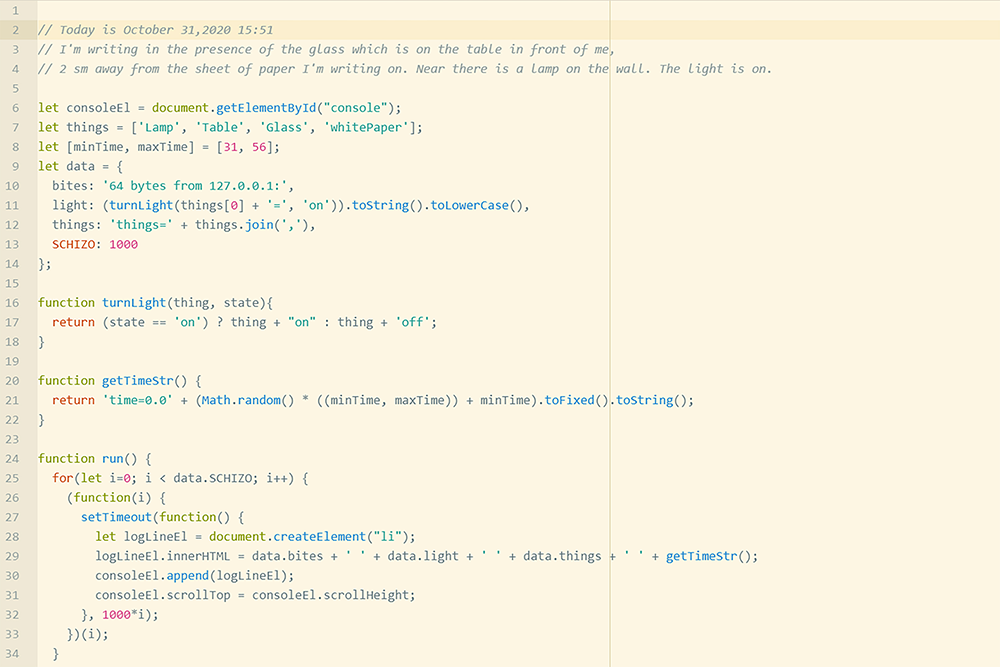 1
2 // Today is October 31,2020 15:51
3 // I'm writing in the presence of the glass which is on the table in front of me,
4 // 2 sm away from the sheet of paper I'm writing on. Near there is a lamp on the wall. The light is on.
5
6 let consoleEl = document.getElementById("console");
7 let things = ['Lamp', 'Table', 'Glass', 'whitePaper'];
8 let [minTime, maxTime] = [31, 56];
9 let data = {
10   bites: '64 bytes from 127.0.0.1:',
11   light: (turnLight(things[0] + '=', 'on')).toString().toLowerCase(),
12   things: 'things=' + things.join(','),
13   SCHIZO: 1000
14 };
15
16 function turnLight(thing, state){
17   return (state == 'on') ? thing + "on" : thing + 'off';
18 }
19
20 function getTimeStr() {
21   return 'time=0.0' + (Math.random() * ((minTime, maxTime)) + minTime).toFixed().toString();
22 }
23
24 function run() {
25   for(let i=0; i < data.SCHIZO; i++) {
26     (function(i) {
27       setTimeout(function() {
28         let logLineEl = document.createElement("li");
29         logLineEl.innerHTML = data.bites + ' ' + data.light + ' ' + data.things + ' ' + getTimeStr();
30         consoleEl.append(logLineEl);
31         consoleEl.scrollTop = consoleEl.scrollHeight;
32       }, 1000*i);
33     })(i);
34   }